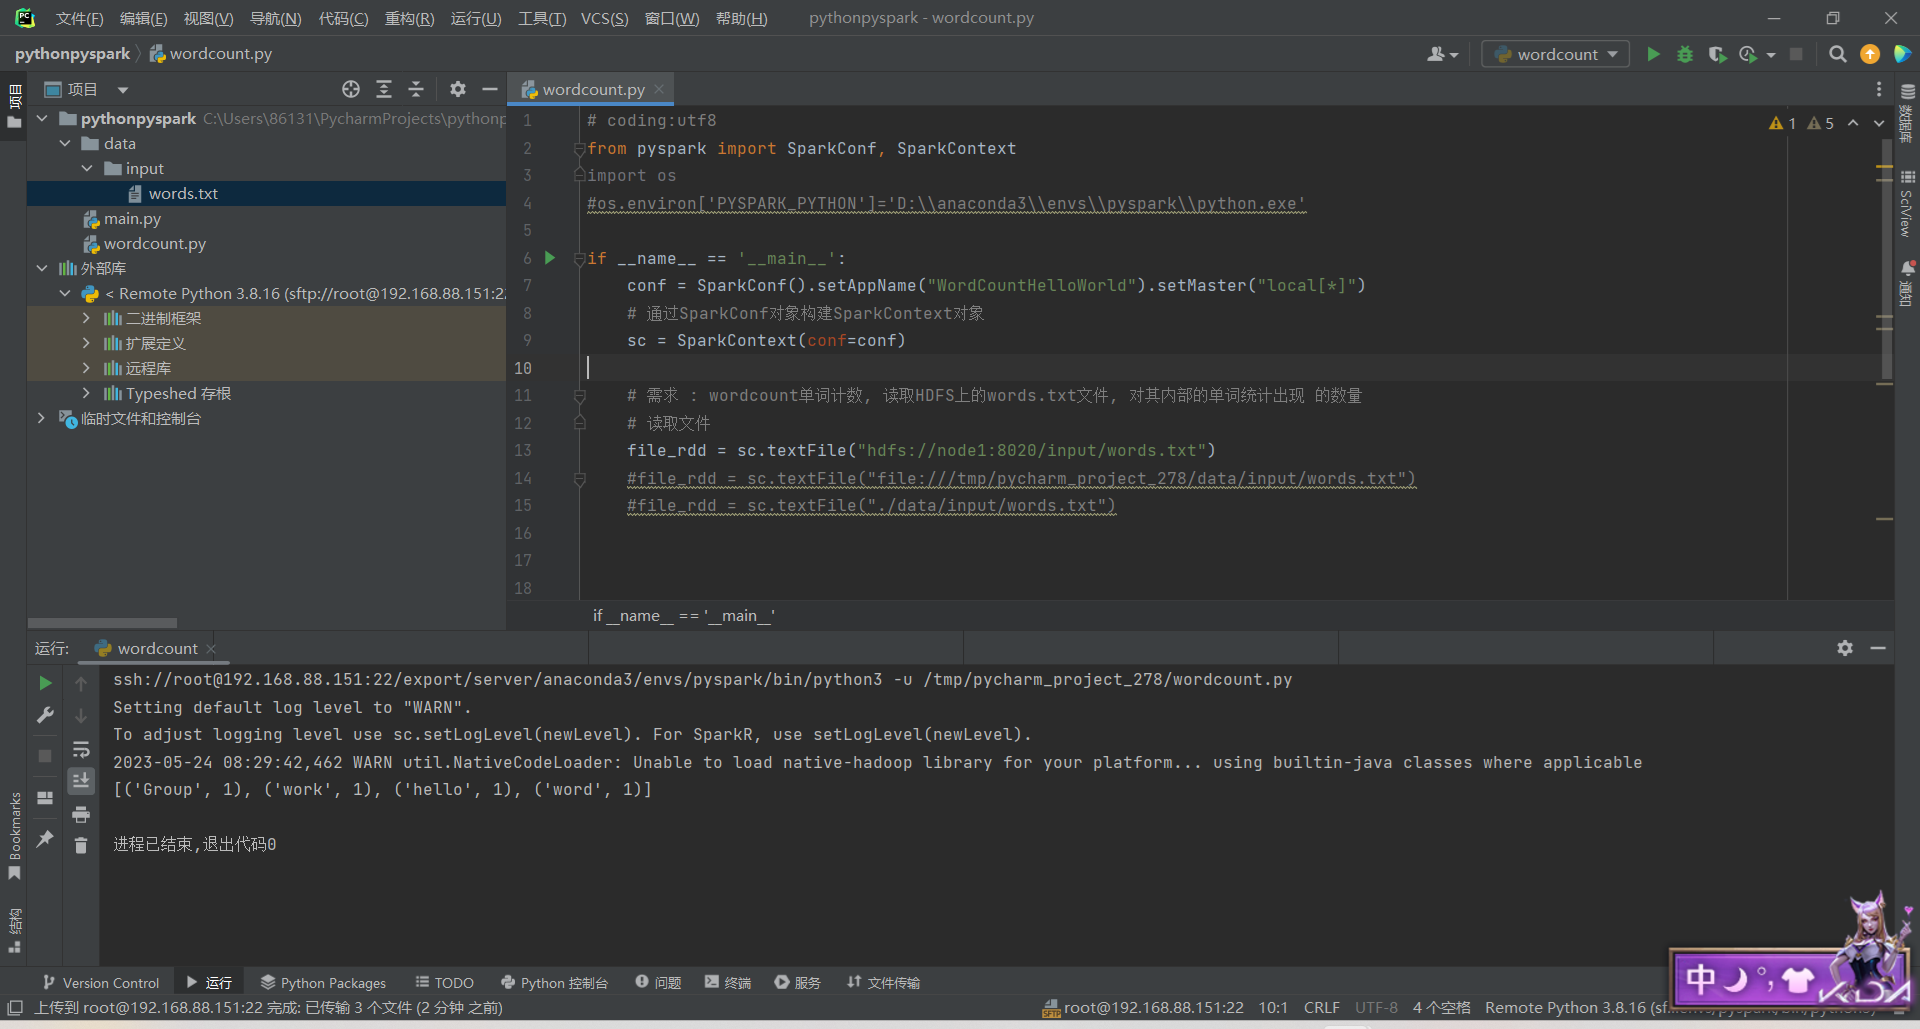 文件(F) 编辑(E) 视图(V) 导航(N) 代码(C) 重构(R) 运行(U) 工具(T) VCS(S) 窗口(W) 帮助(H) pythonpyspark - wordcount.py
pythonpyspark wordcount.py
wordcount
项目
项目
wordcount.py
pythonpyspark C:\Users\86131\PycharmProjects\pythonp
data
input
words.txt
main.py
wordcount.py
外部库
< Remote Python 3.8.16 (sftp://root@192.168.88.151:22
二进制框架
扩展定义
远程库
Typeshed 存根
临时文件和控制台
1 5
1 # coding:utf8
2 from pyspark import SparkConf, SparkContext
3 import os
4 #os.environ['PYSPARK_PYTHON']='D:\\anaconda3\\envs\\pyspark\\python.exe'
5
6 if __name__ == '__main__':
7 conf = SparkConf().setAppName("WordCountHelloWorld").setMaster("local[*]")
8 # 通过SparkConf对象构建SparkContext对象
9 sc = SparkContext(conf=conf)
10
11 # 需求 : wordcount单词计数, 读取HDFS上的words.txt文件, 对其内部的单词统计出现 的数量
12 # 读取文件
13 file_rdd = sc.textFile("hdfs://node1:8020/input/words.txt")
14 #file_rdd = sc.textFile("file:///tmp/pycharm_project_278/data/input/words.txt")
15 #file_rdd = sc.textFile("./data/input/words.txt")
16
17
18
if __name__ == '__main__'
数据库
SciView
通知
运行: wordcount
ssh://root@192.168.88.151:22/export/server/anaconda3/envs/pyspark/bin/python3 -u /tmp/pycharm_project_278/wordcount.py
Setting default log level to "WARN".
To adjust logging level use sc.setLogLevel(newLevel). For SparkR, use setLogLevel(newLevel).
2023-05-24 08:29:42,462 WARN util.NativeCodeLoader: Unable to load native-hadoop library for your platform... using builtin-java classes where applicable
[('Group', 1), ('work', 1), ('hello', 1), ('word', 1)]
进程已结束,退出代码0
Bookmarks
结构
Version Control 运行 Python Packages TODO Python 控制台 问题 终端 服务 文件传输
上传到 root@192.168.88.151:22 完成: 已传输 3 个文件 (2 分钟 之前)
SFTP root@192.168.88.151:22 10:1 CRLF UTF-8 4 个空格 Remote Python 3.8.16 (sf
中
K/DA